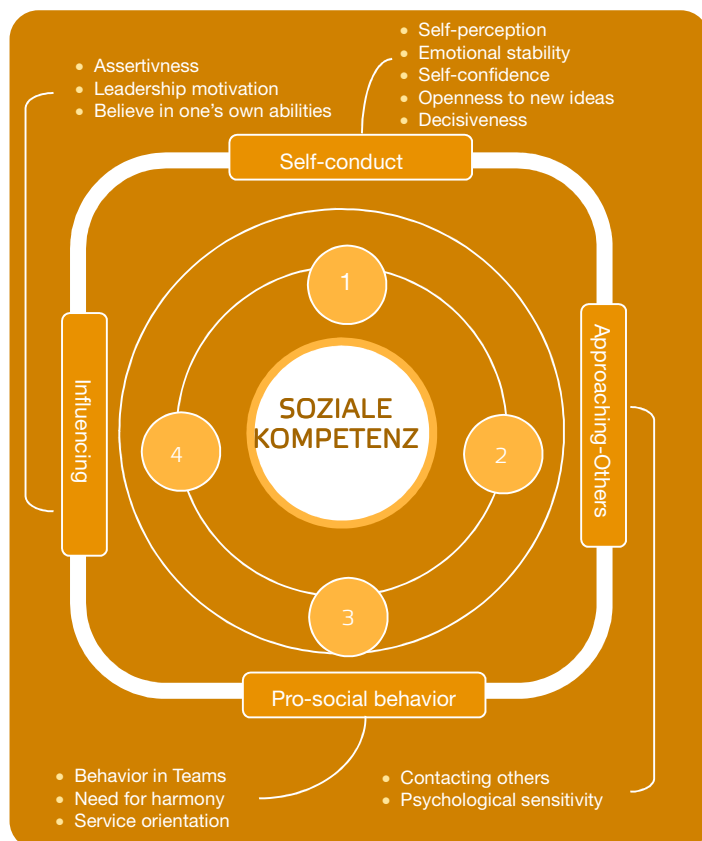 • Assertivness
• Leadership motivation
• Believe in one's own abilities
• Self-perception
• Emotional stability
• Self-confidence
• Openness to new ideas
• Decisiveness
Self-conduct
1
Approaching-Others
Influencing
SOZIALE
KOMPETENZ
4
2
3
Pro-social behavior
• Behavior in Teams
• Need for harmony
• Service orientation
• Contacting others
• Psychological sensitivity